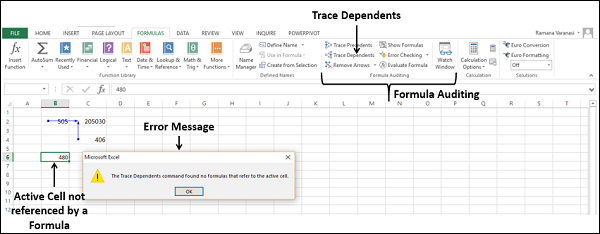 Trace Dependents
Ramana Varanasi
FILE HOME INSERT PAGE LAYOUT FORMULAS DATA REVIEW VIEW INQUIRE POWERPIVOT
Insert Function
AutoSum
Recently Used
Financial
Logical
Text
Date & Time
Lookup & Reference
Math & Trig
More Functions
Function Library
Name Manager
Define Name
Use in Formula
Create from Selection
Defined Names
Trace Precedents
Trace Dependents
Remove Arrows
Show Formulas
Error Checking
Evaluate Formula
Formula Auditing
Watch Window
Calculation Options
Calculation
Euro Conversion
Euro Formatting
Off
Solutions
Formula Auditing
B6
fx
480
A B C D E F G H I J K L M N O P Q R S T
1
2 505 205030
3
4 406
5
6 480
7
8
9
10
11
12
Error Message
Microsoft Excel
The Trace Dependents command found no formulas that refer to the active cell.
OK
Active Cell not
referenced by a
Formula